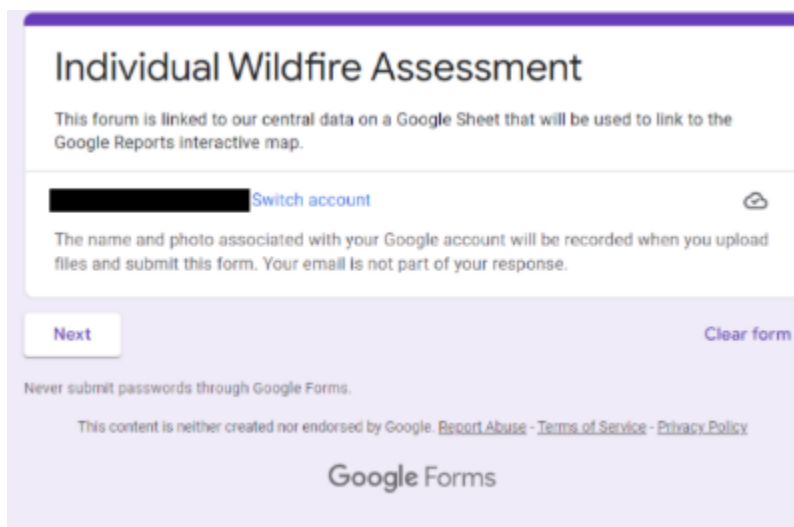 Individual Wildfire Assessment
This forum is linked to our central data on a Google Sheet that will be used to link to the
Google Reports interactive map.
Switch account
The name and photo associated with your Google account will be recorded when you upload
files and submit this form. Your email is not part of your response.
Next
Clear form
Never submit passwords through Google Forms.
This content is neither created nor endorsed by Google. Report Abuse - Terms of Service - Privacy Policy
Google Forms